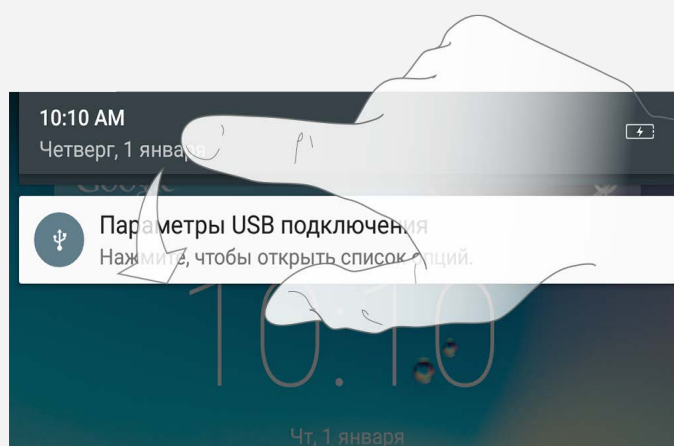 10:10 AM
Четверг, 1 января
Google
Параметры USB подключения
Нажмите, чтобы открыть список опций.
10:10
Чт, 1 января